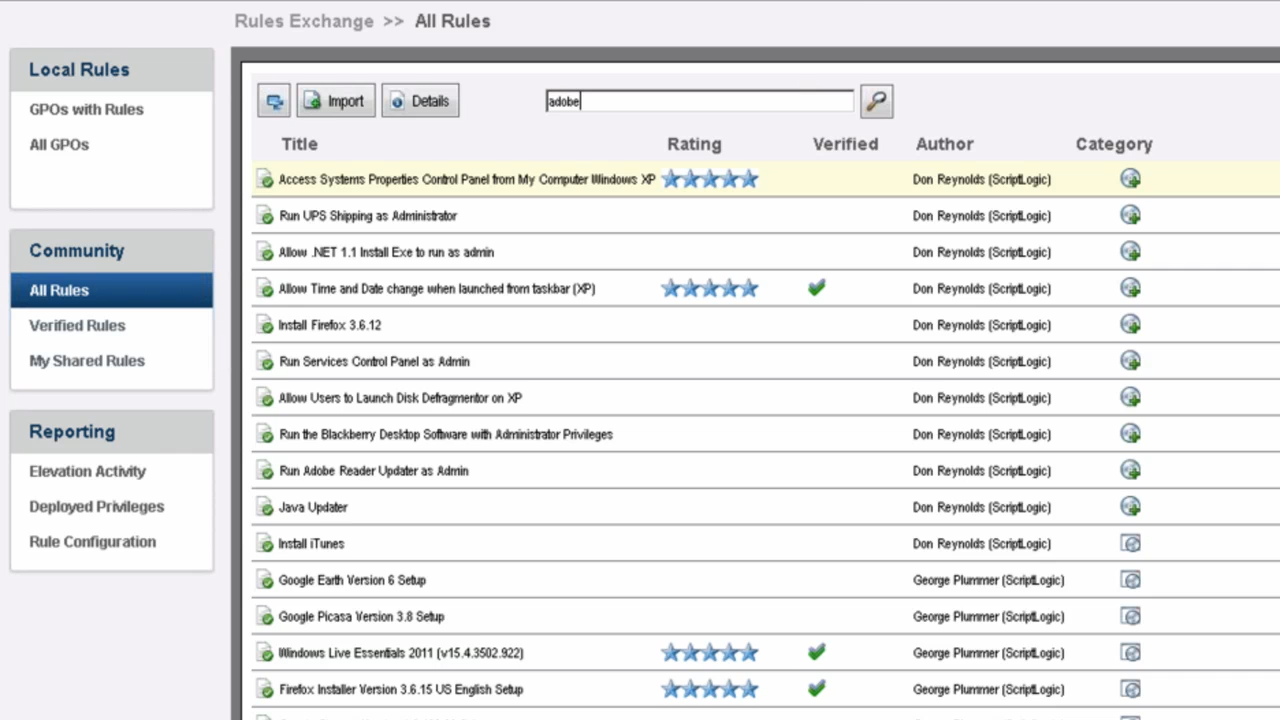 Rules Exchange >> All Rules
Local Rules
GPOs with Rules
All GPOs
Community
All Rules
Verified Rules
My Shared Rules
Reporting
Elevation Activity
Deployed Privileges
Rule Configuration
Import Details adobe
Title Rating Verified Author Category
Access Systems Properties Control Panel from My Computer Windows XP Don Reynolds (ScriptLogic)
Run UPS Shipping as Administrator Don Reynolds (ScriptLogic)
Allow .NET 1.1 Install Exe to run as admin Don Reynolds (ScriptLogic)
Allow Time and Date change when launched from taskbar (XP) Don Reynolds (ScriptLogic)
Install Firefox 3.6.12 Don Reynolds (ScriptLogic)
Run Services Control Panel as Admin Don Reynolds (ScriptLogic)
Allow Users to Launch Disk Defragmentor on XP Don Reynolds (ScriptLogic)
Run the Blackberry Desktop Software with Administrator Privileges Don Reynolds (ScriptLogic)
Run Adobe Reader Updater as Admin Don Reynolds (ScriptLogic)
Java Updater Don Reynolds (ScriptLogic)
Install iTunes Don Reynolds (ScriptLogic)
Google Earth Version 6 Setup George Plummer (ScriptLogic)
Google Picasa Version 3.8 Setup George Plummer (ScriptLogic)
Windows Live Essentials 2011 (v15.4.3502.922) George Plummer (ScriptLogic)
Firefox Installer Version 3.6.15 US English Setup George Plummer (ScriptLogic)